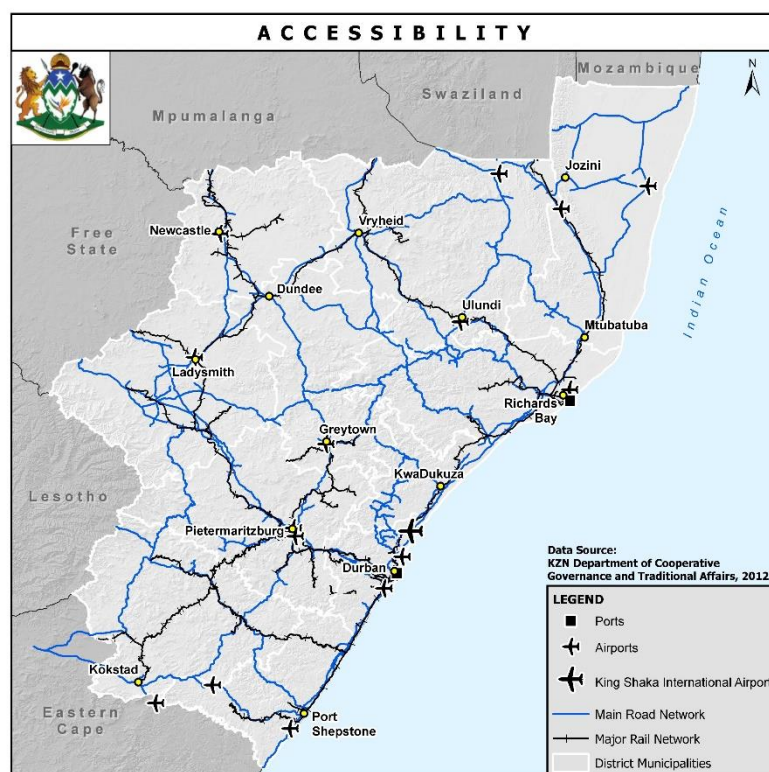 ACCESSIBILITY
N
Mozambique
Swaziland
Mpumalanga
Jozini
Free
State
Newcastle
Vryheid
Indian Ocean
Dundee
Ulundi
Mtubatuba
Ladysmith
Richards
Bay
Greytown
KwaDukuza
Lesotho
Pietermaritzburg
Durban
Data Source:
KZN Department of Cooperative
Governance and Traditional Affairs, 2012
LEGEND
Ports
Airports
King Shaka International Airport
Main Road Network
Major Rail Network
District Municipalities
Kokstad
Eastern
Cape
Port
Shepstone